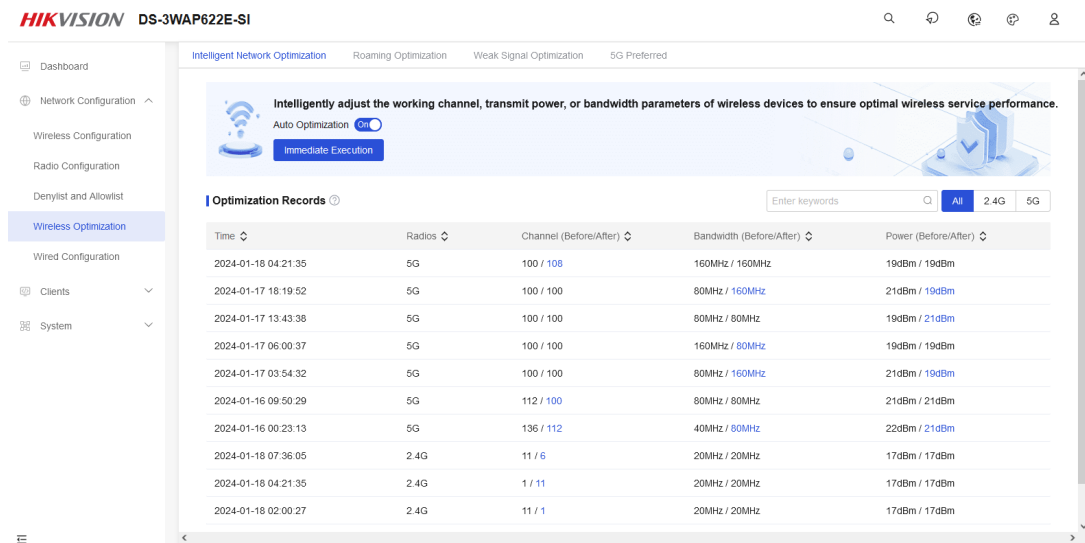 HIKVISION DS-3WAP622E-SI
Dashboard
Network Configuration
Wireless Configuration
Radio Configuration
Denylist and Allowlist
Wireless Optimization
Wired Configuration
Clients
System
Intelligent Network Optimization Roaming Optimization Weak Signal Optimization 5G Preferred
Intelligently adjust the working channel, transmit power, or bandwidth parameters of wireless devices to ensure optimal wireless service performance.
Auto Optimization On
Immediate Execution
Optimization Records Enter keywords All 2.4G 5G
Time Radios Channel (Before/After) Bandwidth (Before/After) Power (Before/After)
2024-01-18 04:21:35 5G 100 / 108 160MHz / 160MHz 19dBm / 19dBm
2024-01-17 18:19:52 5G 100 / 100 80MHz / 160MHz 21dBm / 19dBm
2024-01-17 13:43:38 5G 100 / 100 80MHz / 80MHz 19dBm / 21dBm
2024-01-17 06:00:37 5G 100 / 100 160MHz / 80MHz 19dBm / 19dBm
2024-01-17 03:54:32 5G 100 / 100 80MHz / 160MHz 21dBm / 19dBm
2024-01-16 09:50:29 5G 112 / 100 80MHz / 80MHz 21dBm / 21dBm
2024-01-16 00:23:13 5G 136 / 112 40MHz / 80MHz 22dBm / 21dBm
2024-01-18 07:36:05 2.4G 11 / 6 20MHz / 20MHz 17dBm / 17dBm
2024-01-18 04:21:35 2.4G 1 / 11 20MHz / 20MHz 17dBm / 17dBm
2024-01-18 02:00:27 2.4G 11 / 1 20MHz / 20MHz 17dBm / 17dBm